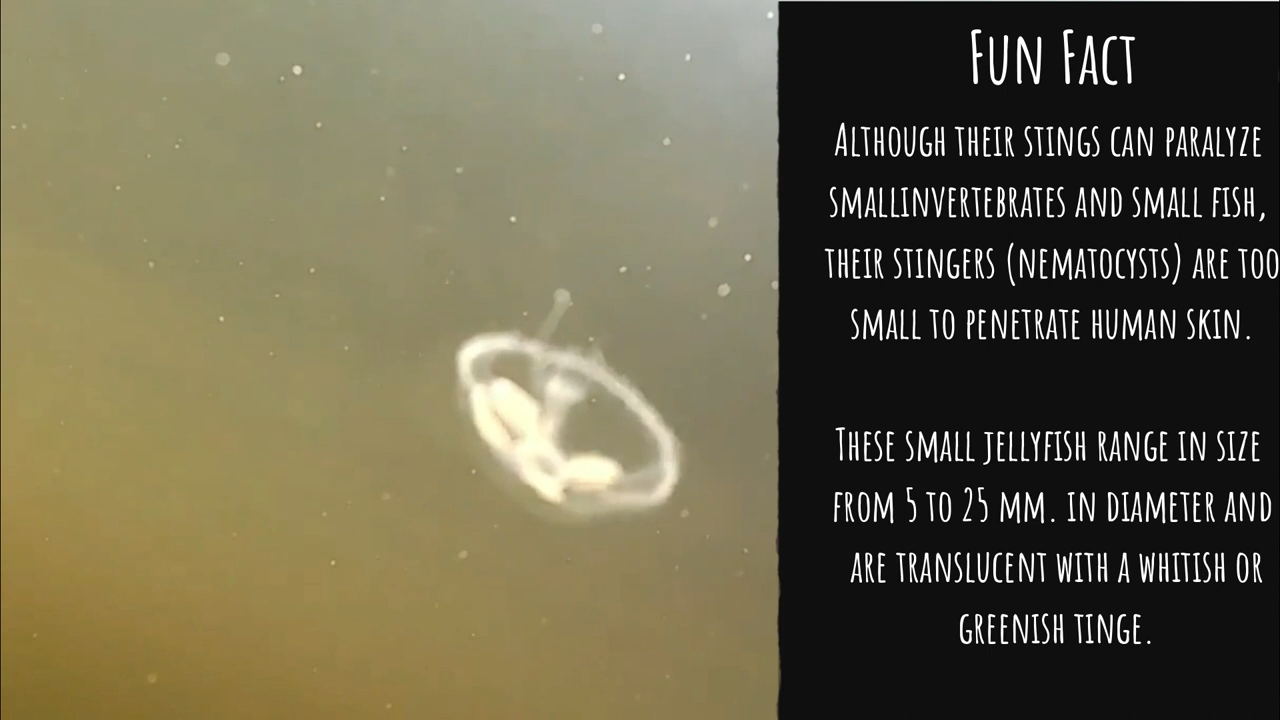 Fun Fact
Although their stings can paralyze
smallinvertebrates and small fish,
their stingers (nematocysts) are too
small to penetrate human skin.
These small jellyfish range in size
from 5 to 25 mm. in diameter and
are translucent with a whitish or
greenish tinge.